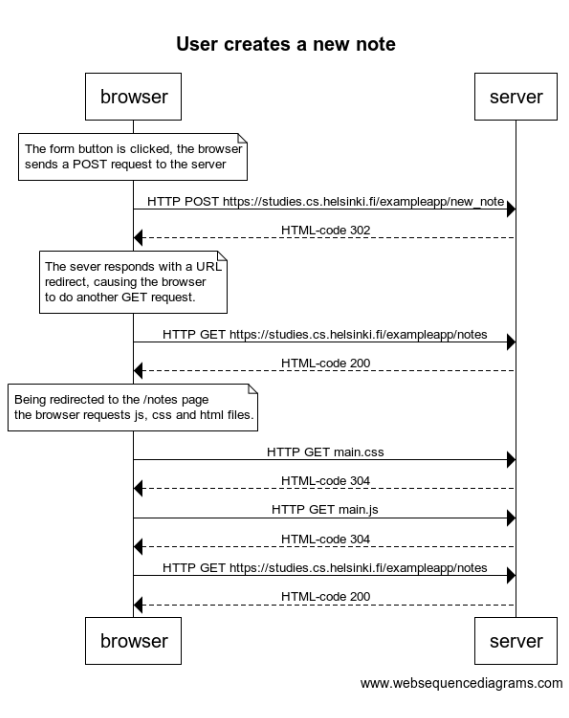 User creates a new note
browser
server
The form button is clicked, the browser
sends a POST request to the server
HTTP POST https://studies.cs.helsinki.fi/exampleapp/new_note
HTML-code 302
The sever responds with a URL
redirect, causing the browser
to do another GET request.
HTTP GET https://studies.cs.helsinki.fi/exampleapp/notes
HTML-code 200
Being redirected to the /notes page
the browser requests js, css and html files.
HTTP GET main.css
HTML-code 304
HTTP GET main.js
HTML-code 304
HTTP GET https://studies.cs.helsinki.fi/exampleapp/notes
HTML-code 200
browser
server
www.websequencediagrams.com